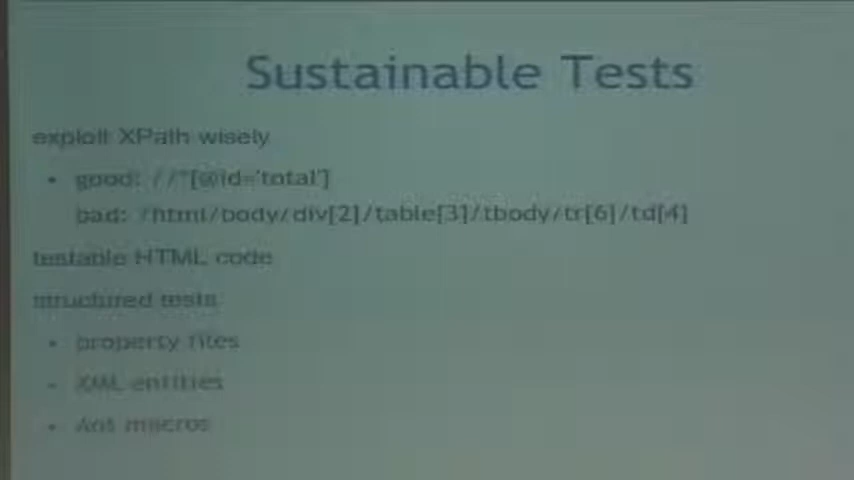 Sustainable Tests
exploit XPath wisely
• good: //*[@id='total']
bad: /html/body/div[2]/table[3]/tbody/tr[6]/td[4]
testable HTML code
structured tests
• property files
• XML entities
• Ant macros